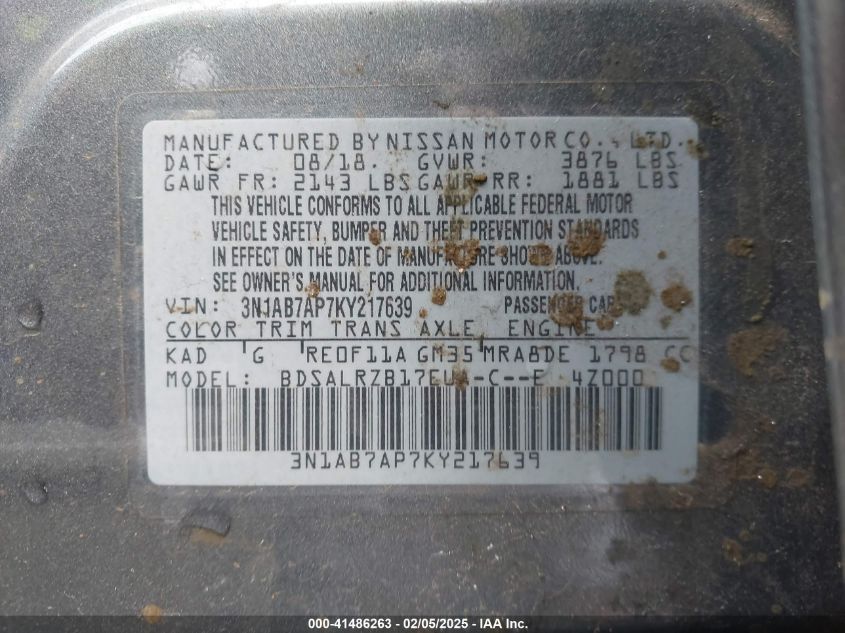 MANUFACTURED BY NISSAN MOTOR CO., LTD.
DATE: 08/18. GVWR: 3876 LBS
GAWR FR: 2143 LBS GAWR RR: 1881 LBS
THIS VEHICLE CONFORMS TO ALL APPLICABLE FEDERAL MOTOR
VEHICLE SAFETY, BUMPER AND THEFT PREVENTION STANDARDS
IN EFFECT ON THE DATE OF MANUFACTURE SHOWN ABOVE.
SEE OWNER'S MANUAL FOR ADDITIONAL INFORMATION.
VIN: 3N1AB7AP7KY217639 PASSENGER CAR
COLOR TRIM TRANS AXLE ENGINE
KAD G RE0F11A GM35 MRA8DE 1798 CC
MODEL: BDSALRZB17EUA-C--E 4Z000
3N1AB7AP7KY217639
000-41486263 - 02/05/2025 - IAA Inc.